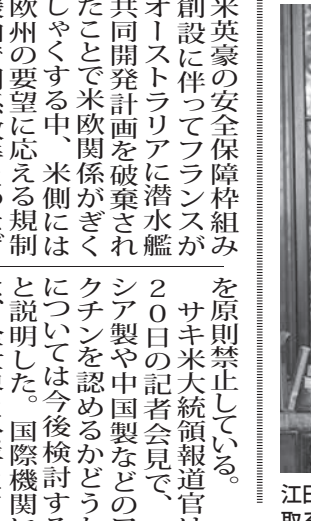 米英豪の安全保障枠組み
創設に伴ってフランスが
オーストラリアに潜水艦
共同開発計画を破棄され
たことで米欧関係がぎく
しゃくする中、米側には
欧州の要望に応える規制
を原則禁止している。
サキ米大統領報道官は
20日の記者会見で、
シア製や中国製などのワ
クチンを認めるかどうか
については今後検討する
と説明した。国際機関に
江
取